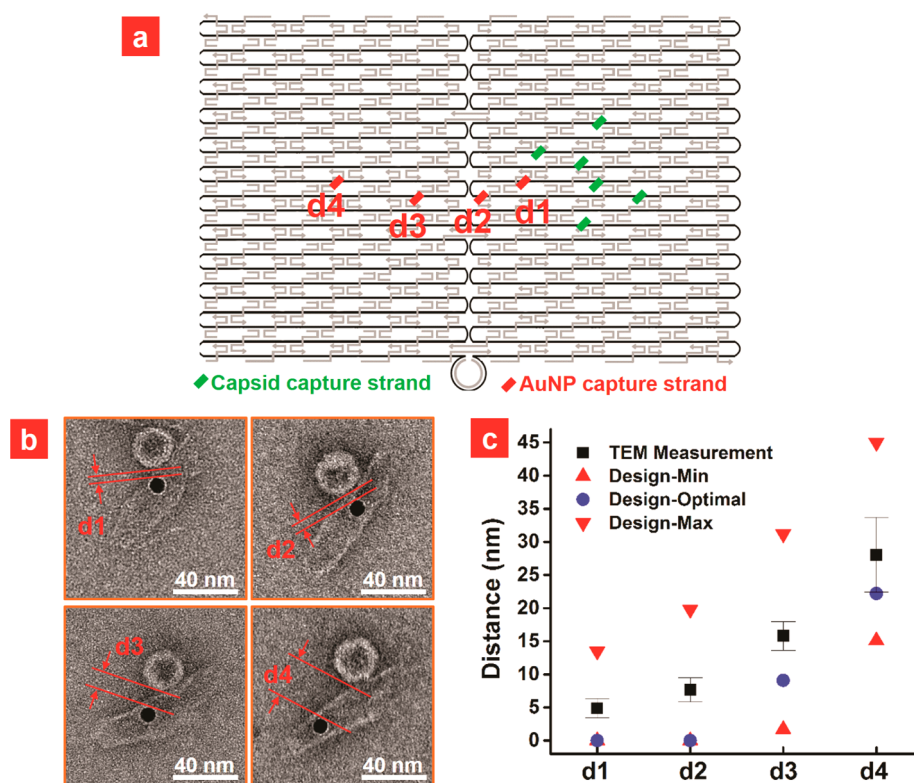 a
d4
d3
d2
d1
Capsid capture strand
AuNP capture strand
b
d1
40 nm
d2
40 nm
d3
40 nm
d4
40 nm
c
TEM Measurement
Design-Min
Design-Optimal
Design-Max
Distance (nm)
45
40
35
30
25
20
15
10
5
0
d1 d2 d3 d4